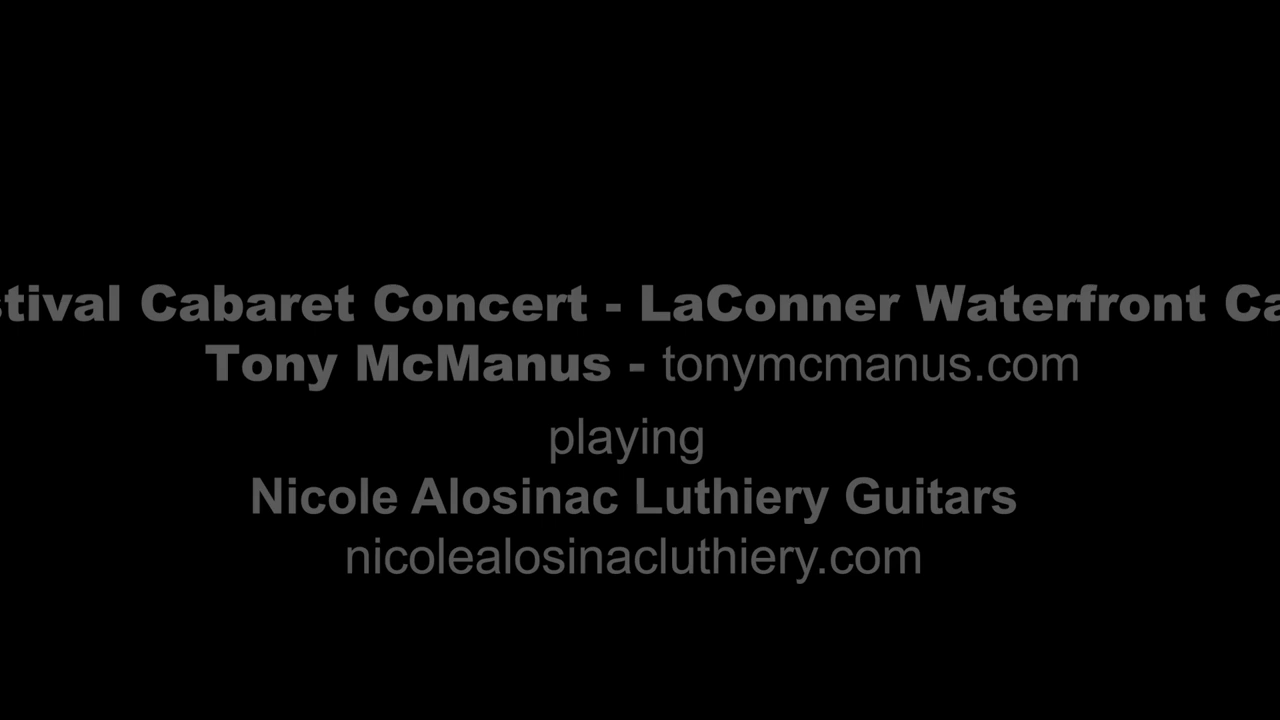 stival Cabaret Concert - LaConner Waterfront Ca
Tony McManus - tonymcmanus.com
playing
Nicole Alosinac Luthiery Guitars
nicolealosinacluthiery.com